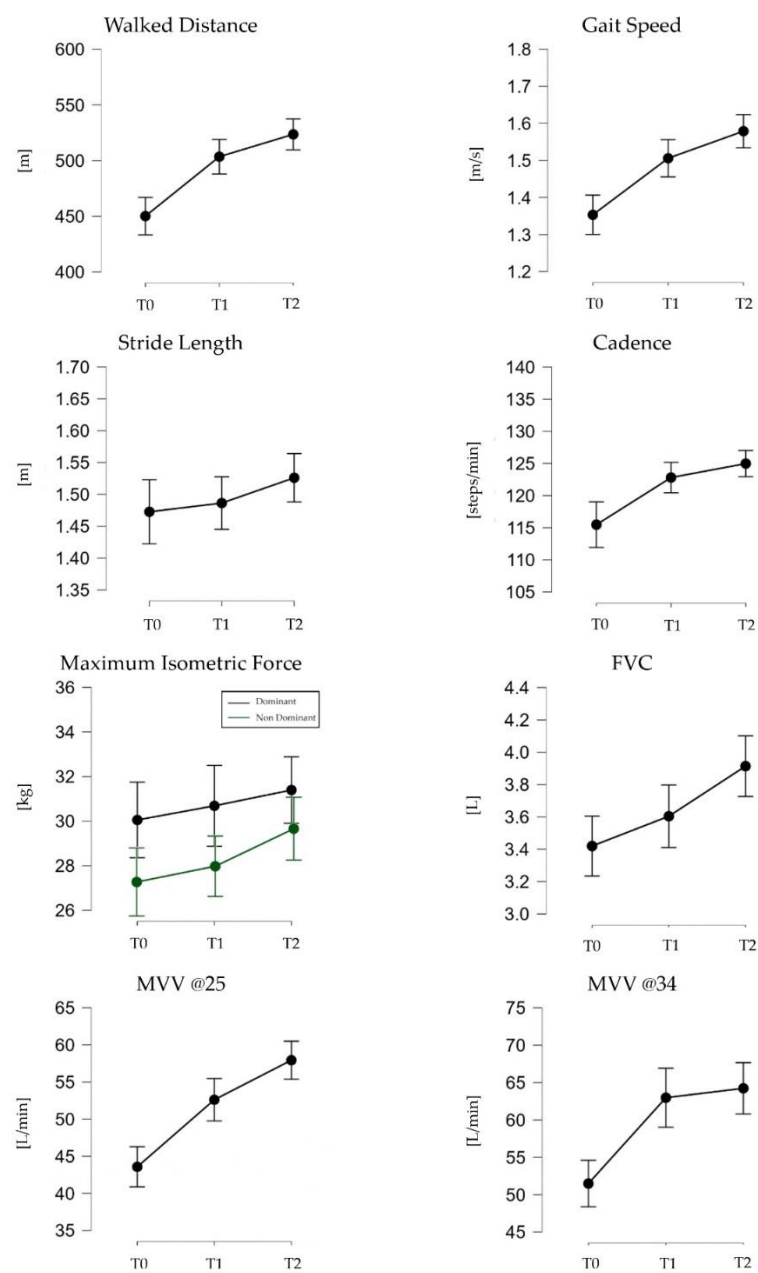 Walked Distance
600
550
500
450
400
[m]
T0 T1 T2
Gait Speed
1.8
1.7
1.6
1.5
1.4
1.3
1.2
[m/s]
T0 T1 T2
Stride Length
1.70
1.65
1.60
1.55
1.50
1.45
1.40
1.35
[m]
T0 T1 T2
Cadence
140
135
130
125
120
115
110
105
[steps/min]
T0 T1 T2
Maximum Isometric Force
36
34
32
30
28
26
[kg]
Dominant
Non Dominant
T0 T1 T2
FVC
4.4
4.2
4.0
3.8
3.6
3.4
3.2
3.0
[L]
T0 T1 T2
MVV @25
65
60
55
50
45
40
35
[L/min]
T0 T1 T2
MVV @34
75
70
65
60
55
50
45
[L/min]
T0 T1 T2